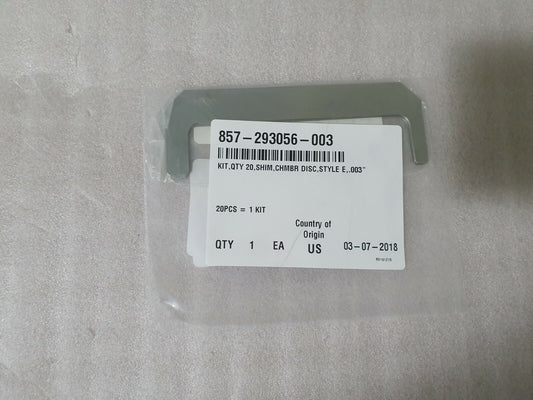 857-293056-003
KIT,QTY 20,SHIM,CHMBR DISC,STYLE E,.003"
20PCS = 1 KIT
Country of
Origin
QTY 1 EA US 03-07-2018